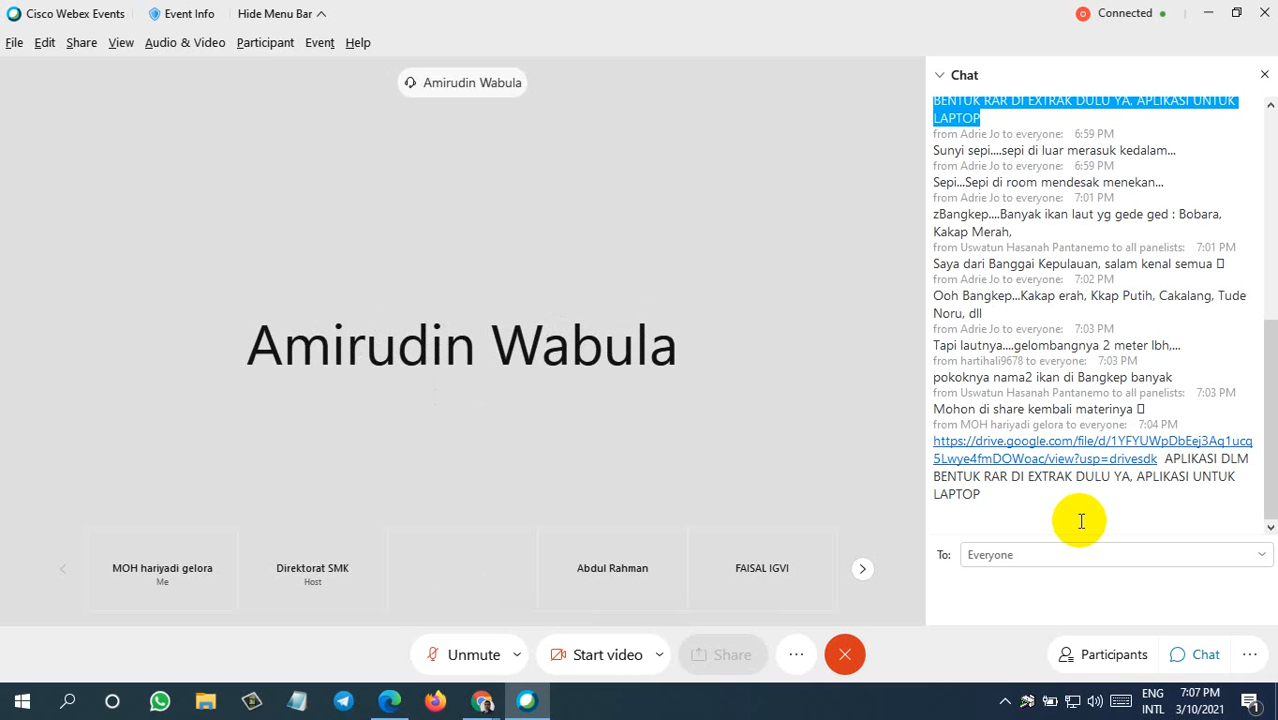 Cisco Webex Events
Event Info
Hide Menu Bar
Connected
File Edit Share View Audio & Video Participant Event Help
Amirudin Wabula
Amirudin Wabula
MOH hariyadi gelora
Me
Direktorat SMK
Host
Abdul Rahman
FAISAL IGVI
Chat
BENTUK RAR DI EXTRAK DULU YA, APLIKASI UNTUK
LAPTOP
from Adrie Jo to everyone: 6:59 PM
Sunyi sepi....sepi di luar merasuk kedalam...
from Adrie Jo to everyone: 6:59 PM
Sepi...Sepi di room mendesak menekan...
from Adrie Jo to everyone: 7:01 PM
zBangkep....Banyak ikan laut yg gede ged : Bobara,
Kakap Merah,
from Uswatun Hasanah Pantanemo to all panelists: 7:01 PM
Saya dari Banggai Kepulauan, salam kenal semua
from Adrie Jo to everyone: 7:02 PM
Ooh Bangkep...Kakap erah, Kkap Putih, Cakalang, Tude
Noru, dll
from Adrie Jo to everyone: 7:03 PM
Tapi lautnya....gelombangnya 2 meter lbh,...
from hartihali9678 to everyone: 7:03 PM
pokoknya nama2 ikan di Bangkep banyak
from Uswatun Hasanah Pantanemo to all panelists: 7:03 PM
Mohon di share kembali materinya
from MOH hariyadi gelora to everyone: 7:04 PM
https://drive.google.com/file/d/1YFYUWpDbEej3Aq1ucq
5Lwye4fmDOWoac/view?usp=drivesdk APLIKASI DLM
BENTUK RAR DI EXTRAK DULU YA, APLIKASI UNTUK
LAPTOP
To: Everyone
Unmute
Start video
Share
Participants
Chat
ENG
INTL
7:07 PM
3/10/2021
1